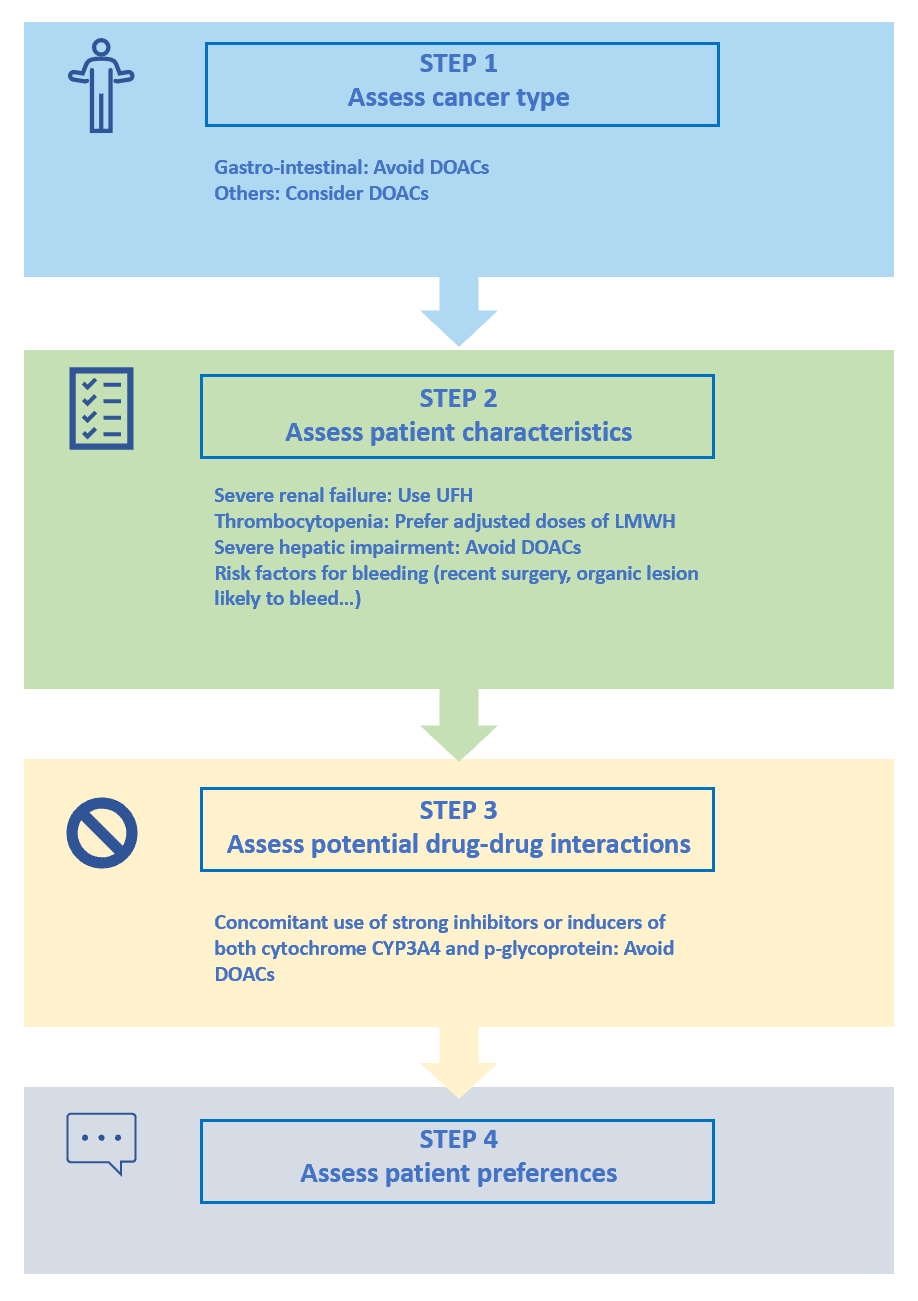 STEP 1
Assess cancer type
Gastro-intestinal: Avoid DOACs
Others: Consider DOACs
STEP 2
Assess patient characteristics
Severe renal failure: Use UFH
Thrombocytopenia: Prefer adjusted doses of LMWH
Severe hepatic impairment: Avoid DOACs
Risk factors for bleeding (recent surgery, organic lesion
likely to bleed…)
STEP 3
Assess potential drug-drug interactions
Concomitant use of strong inhibitors or inducers of
both cytochrome CYP3A4 and p-glycoprotein: Avoid
DOACs
STEP 4
Assess patient preferences